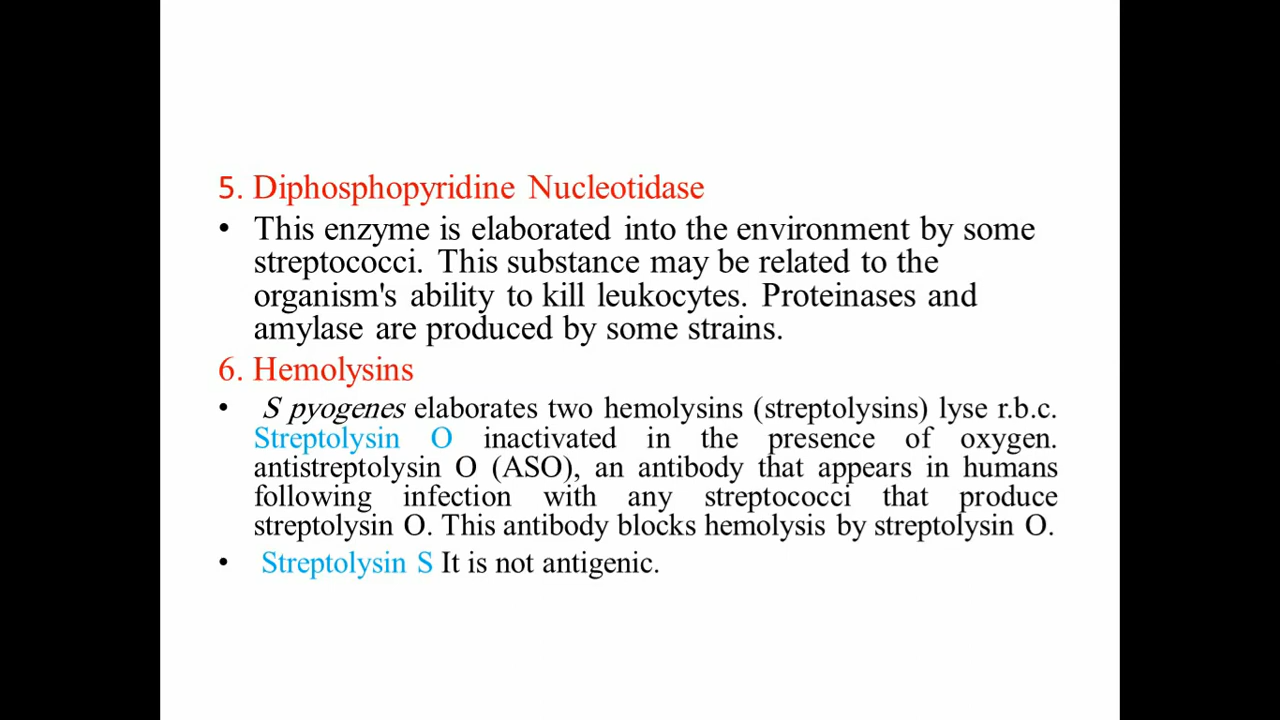 5. Diphosphopyridine Nucleotidase
• This enzyme is elaborated into the environment by some
streptococci. This substance may be related to the
organism's ability to kill leukocytes. Proteinases and
amylase are produced by some strains.
6. Hemolysins
• S pyogenes elaborates two hemolysins (streptolysins) lyse r.b.c.
Streptolysin O inactivated in the presence of oxygen.
antistreptolysin O (ASO), an antibody that appears in humans
following infection with any streptococci that produce
streptolysin O. This antibody blocks hemolysis by streptolysin O.
• Streptolysin S It is not antigenic.